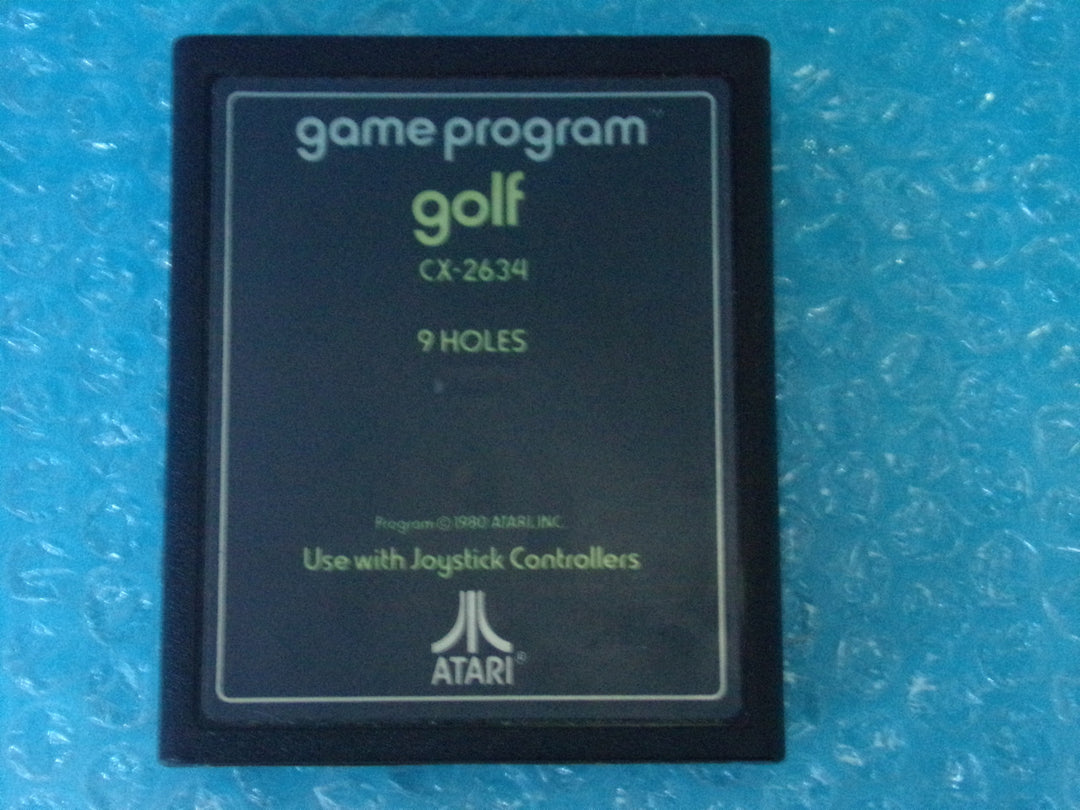 game program™
golf
CX-2634
9 HOLES
Program © 1980 ATARI, INC.
Use with Joystick Controllers
ATARI®